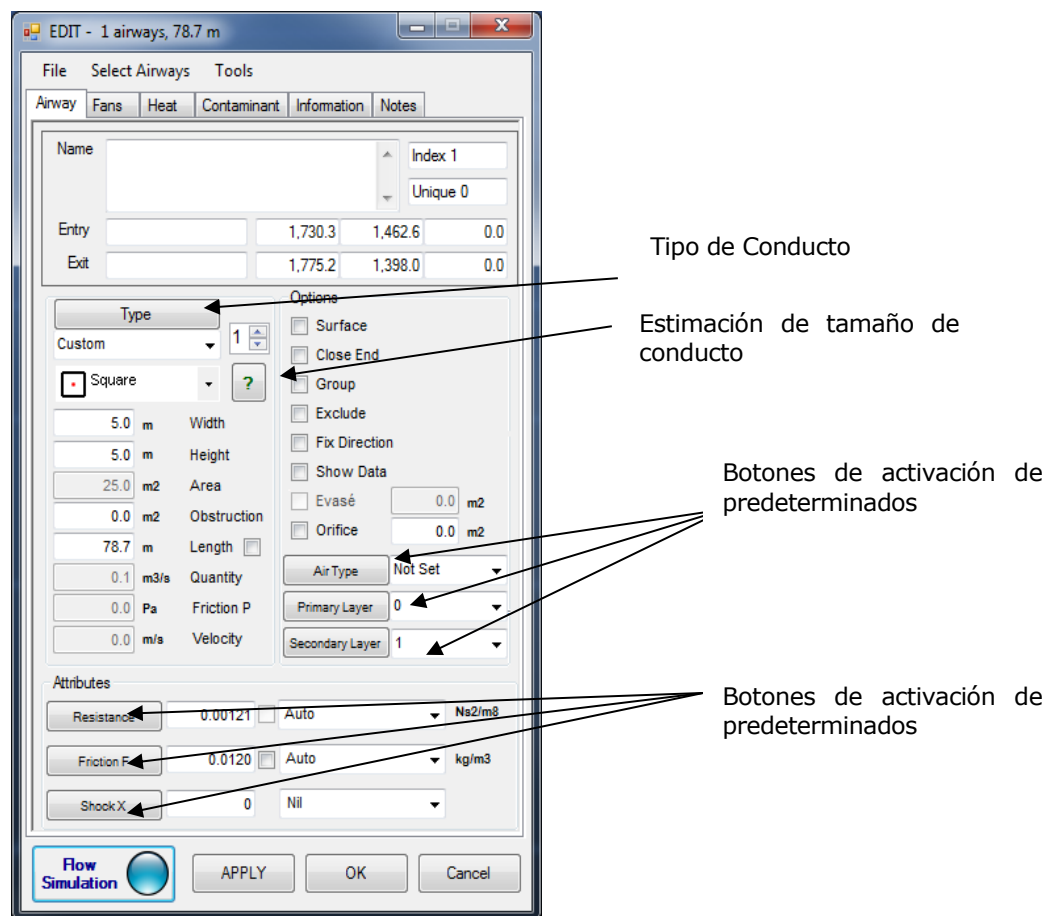 EDIT - 1 airways, 78.7 m
File Select Airways Tools
Airway Fans Heat Contaminant Information Notes
Name
Index 1
Unique 0
Entry 1,730.3 1,462.6 0.0
Exit 1,775.2 1,398.0 0.0
Tipo de Conducto
Estimación de tamaño de
conducto
Type
Custom 1
Square ?
5.0 m Width
5.0 m Height
25.0 m2 Area
0.0 m2 Obstruction
78.7 m Length
0.1 m3/s Quantity
0.0 Pa Friction P
0.0 m/s Velocity
Options
Surface
Close End
Group
Exclude
Fix Direction
Show Data
Evasé 0.0 m2
Orifice 0.0 m2
Air Type Not Set
Primary Layer 0
Secondary Layer 1
Botones de activación de
predeterminados
Attributes
Resistance 0.00121 Auto Ns2/m8
Friction F 0.0120 Auto kg/m3
Shock X 0 Nil
Botones de activación de
predeterminados
Flow
Simulation
APPLY OK Cancel